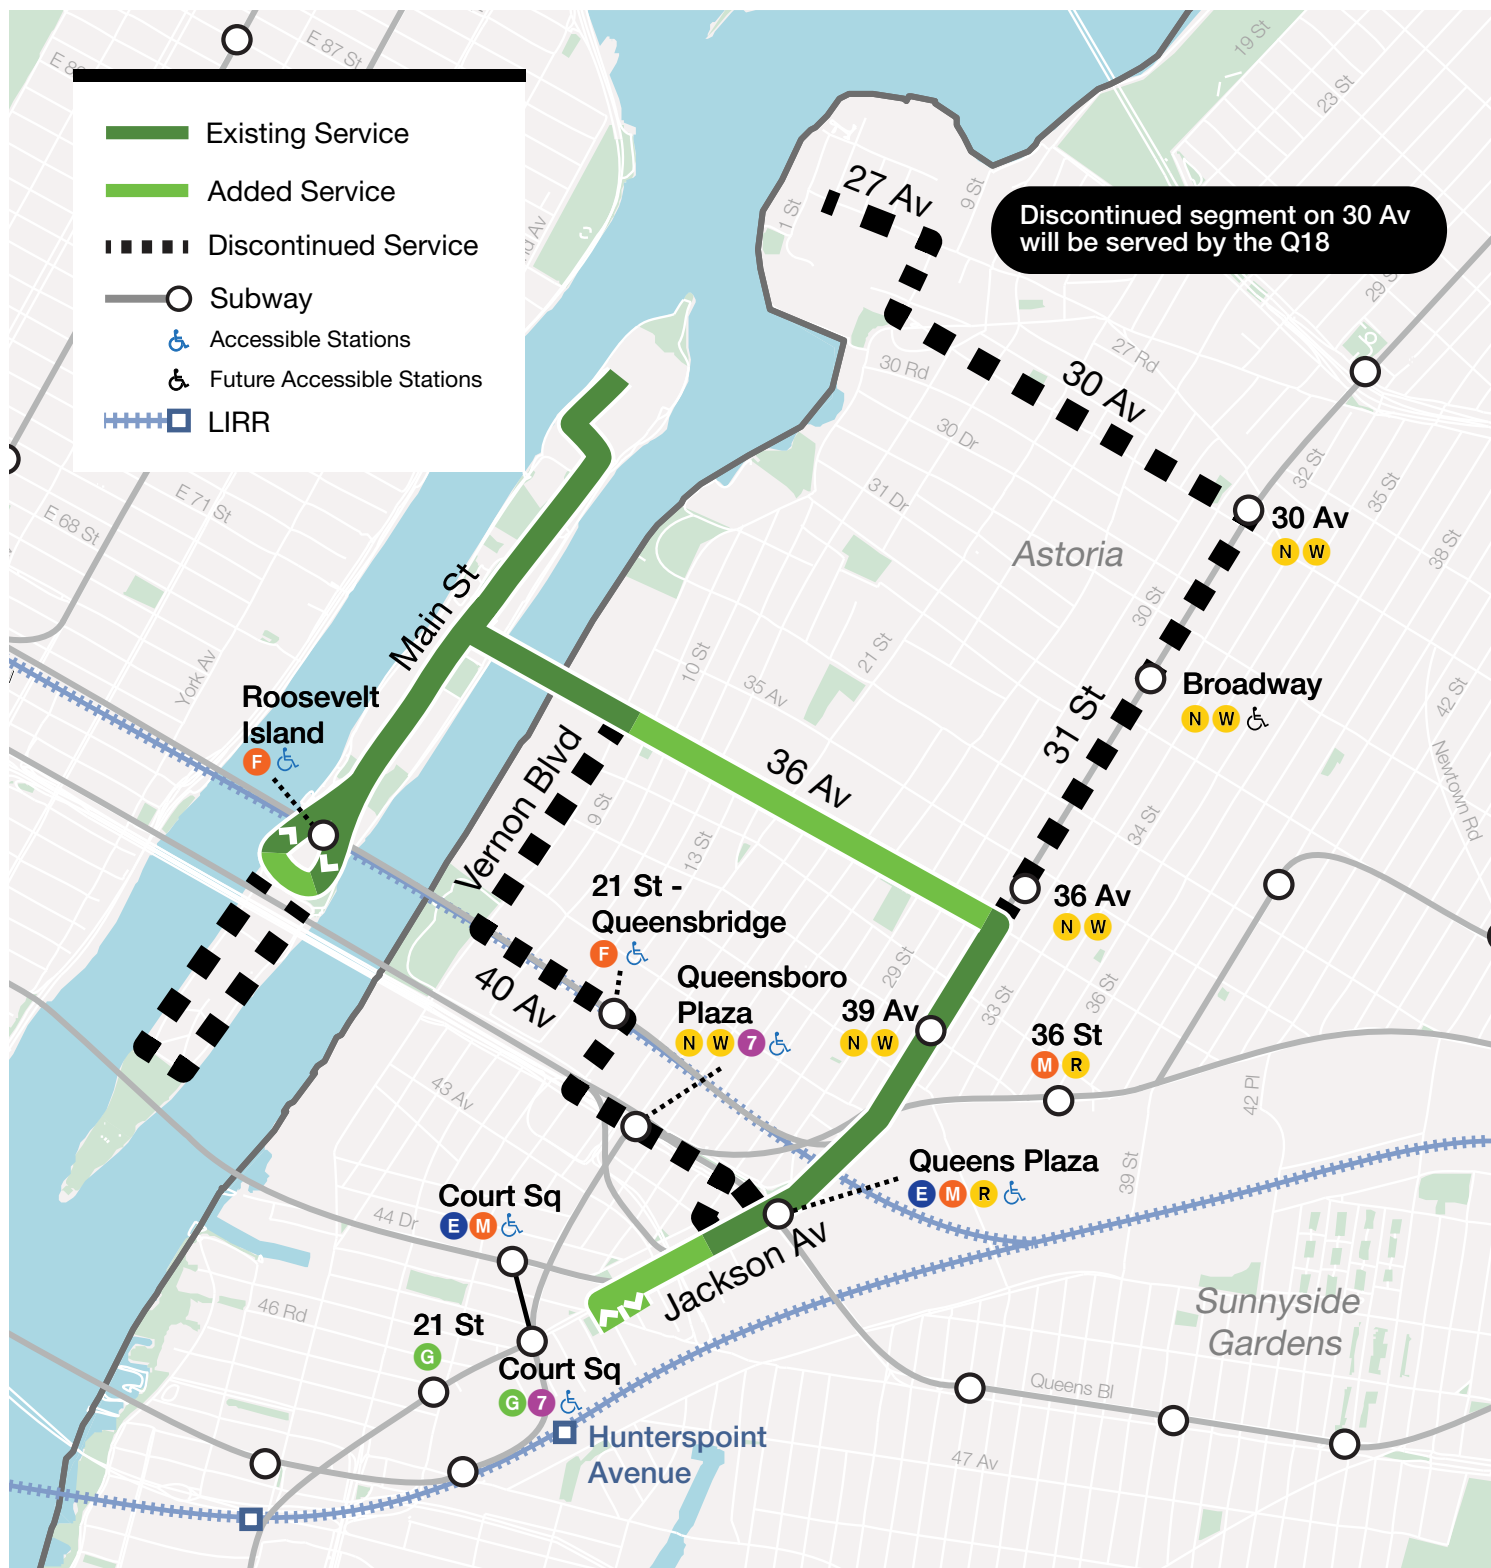 E 87 St
19 St
23 St
Existing Service
Added Service
Discontinued Service
Subway
Accessible Stations
Future Accessible Stations
LIRR
27 Av
1 St
9 St
Discontinued segment on 30 Av
will be served by the Q18
27 Rd
30 Rd
30 Av
30 Dr
31 Dr
32 St
35 St
38 St
E 71 St
E 68 St
30 Av
N W
Astoria
Main St
30 St
10 St
21 St
35 Av
York Av
Roosevelt
Island
F
Broadway
N W
42 St
Newtown Rd
31 St
36 Av
Vernon Blvd
9 St
13 St
34 St
21 St -
Queensbridge
F
36 Av
N W
29 St
33 St
36 St
40 Av
Queensboro
Plaza
N W 7
39 Av
N W
36 St
M R
43 Av
42 Pl
39 St
Queens Plaza
E M R
Court Sq
E M
44 Dr
Jackson Av
46 Rd
21 St
G
Court Sq
G 7
Sunnyside
Gardens
Queens Bl
Hunterspoint
Avenue
47 Av